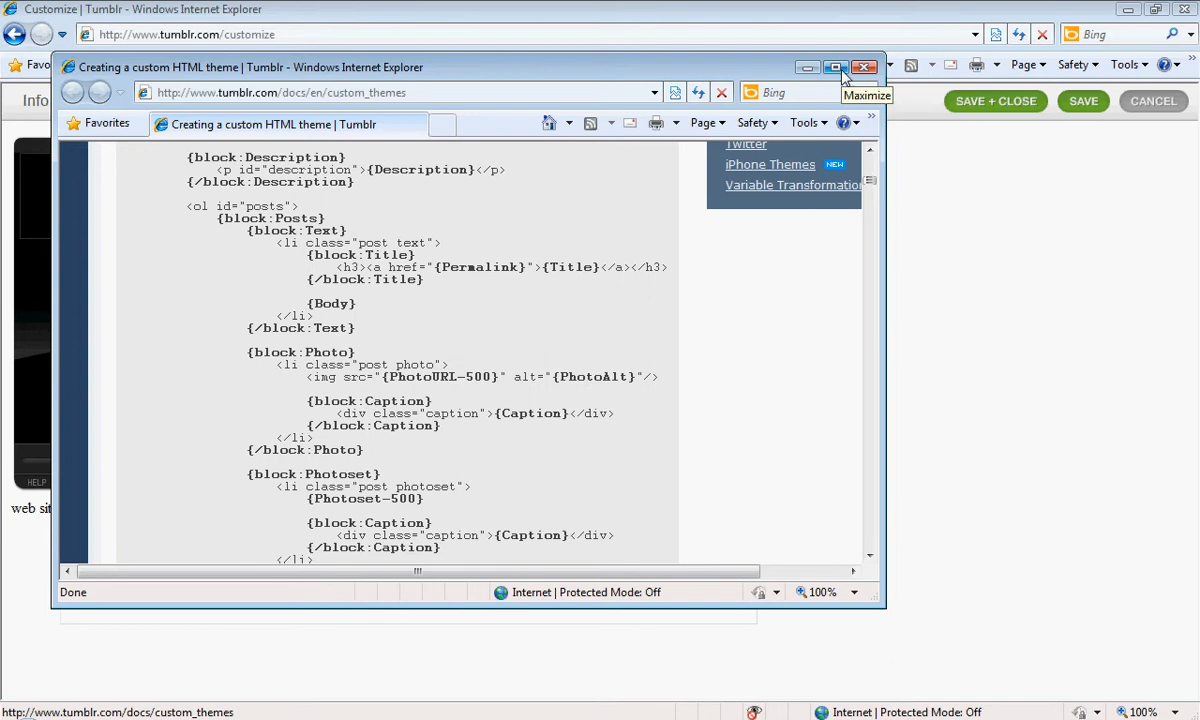 Customize | Tumblr - Windows Internet Explorer
http://www.tumblr.com/customize
Bing
Favo
Page
Safety
Tools
Info
SAVE + CLOSE
SAVE
CANCEL
Creating a custom HTML theme | Tumblr - Windows Internet Explorer
Maximize
http://www.tumblr.com/docs/en/custom_themes
Bing
Favorites
Creating a custom HTML theme | Tumblr
Page
Safety
Tools
{block:Description}
<p id="description">{Description}</p>
{/block:Description}
<ol id="posts">
{block:Posts}
{block:Text}
<li class="post text">
{block:Title}
<h3><a href="{Permalink}">{Title}</a></h3>
{/block:Title}
{Body}
</li>
{/block:Text}
{block:Photo}
<li class="post photo">
<img src="{PhotoURL-500}" alt="{PhotoAlt}"/>
{block:Caption}
<div class="caption">{Caption}</div>
{/block:Caption}
</li>
{/block:Photo}
{block:Photoset}
<li class="post photoset">
{Photoset-500}
{block:Caption}
<div class="caption">{Caption}</div>
{/block:Caption}
</li>
Twitter
iPhone Themes NEW
Variable Transformation
HELP
web sit
Done
Internet | Protected Mode: Off
100%
http://www.tumblr.com/docs/custom_themes
Internet | Protected Mode: Off
100%